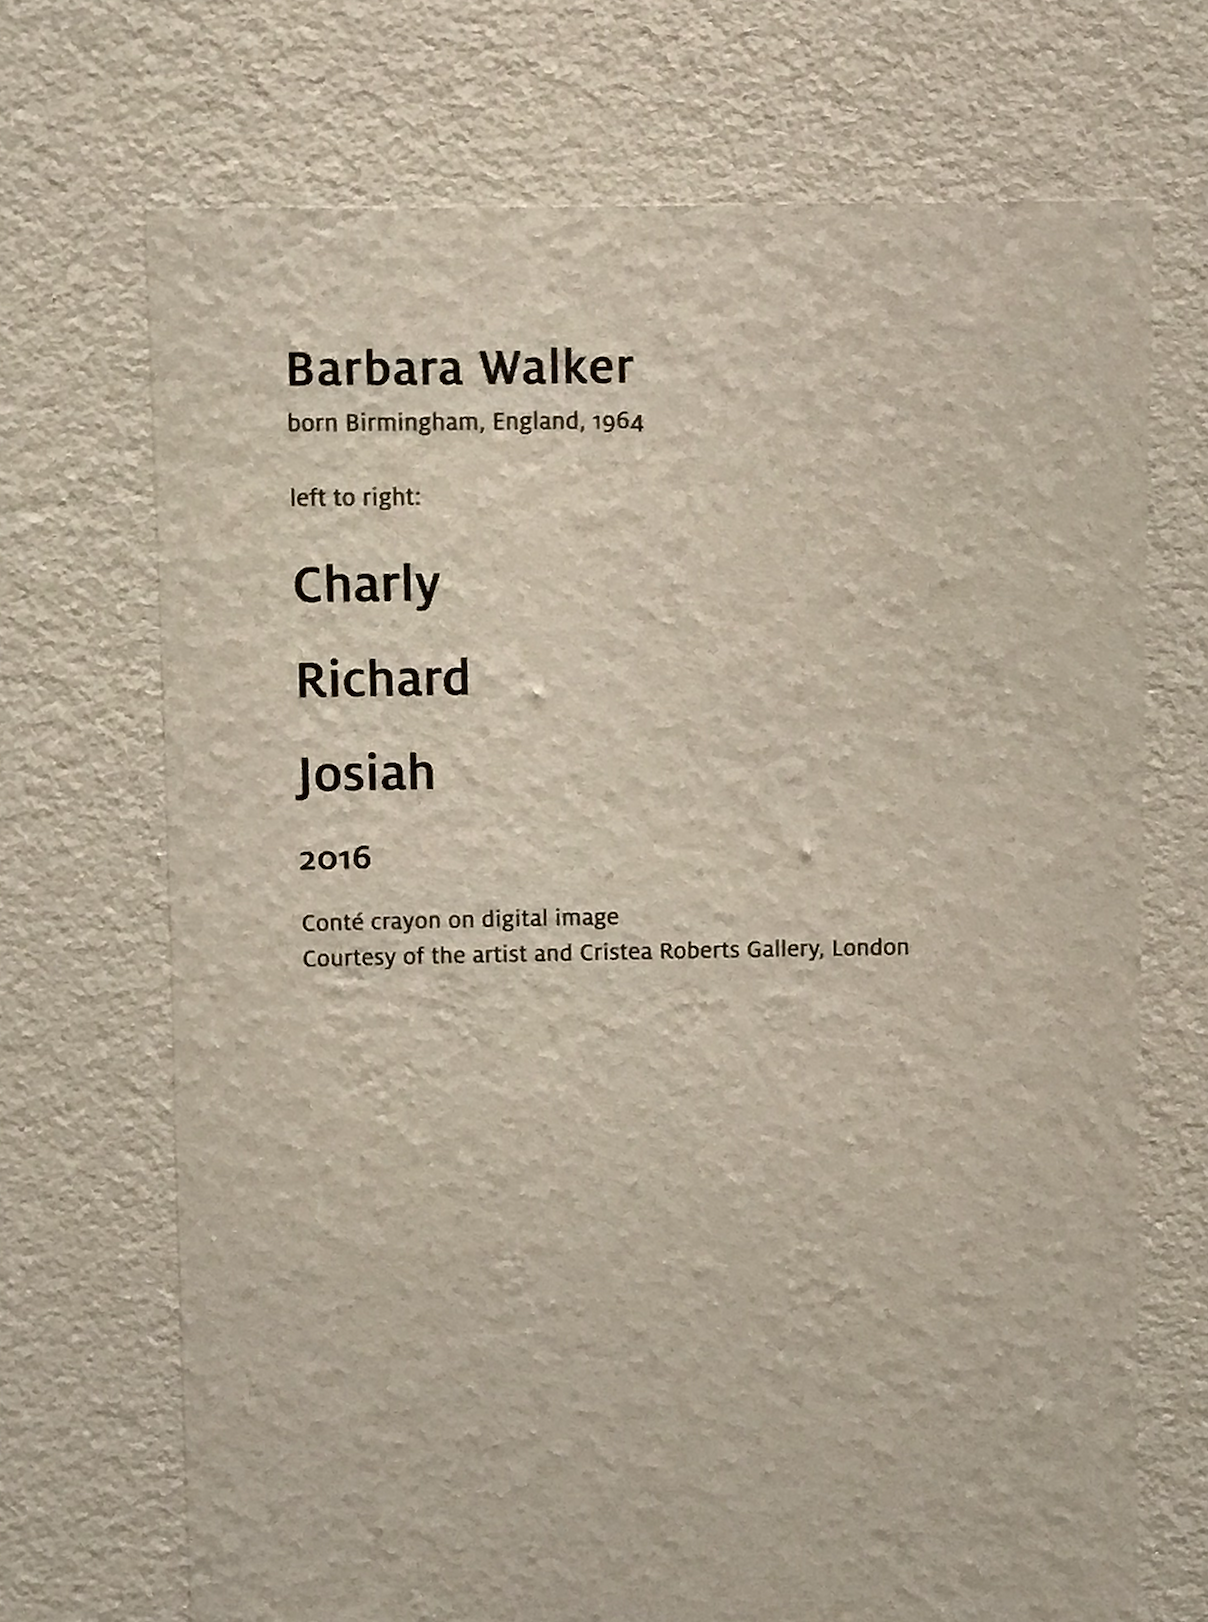 Barbara Walker
born Birmingham, England, 1964
left to right:
Charly
Richard
Josiah
2016
Conté crayon on digital image
Courtesy of the artist and Cristea Roberts Gallery, London